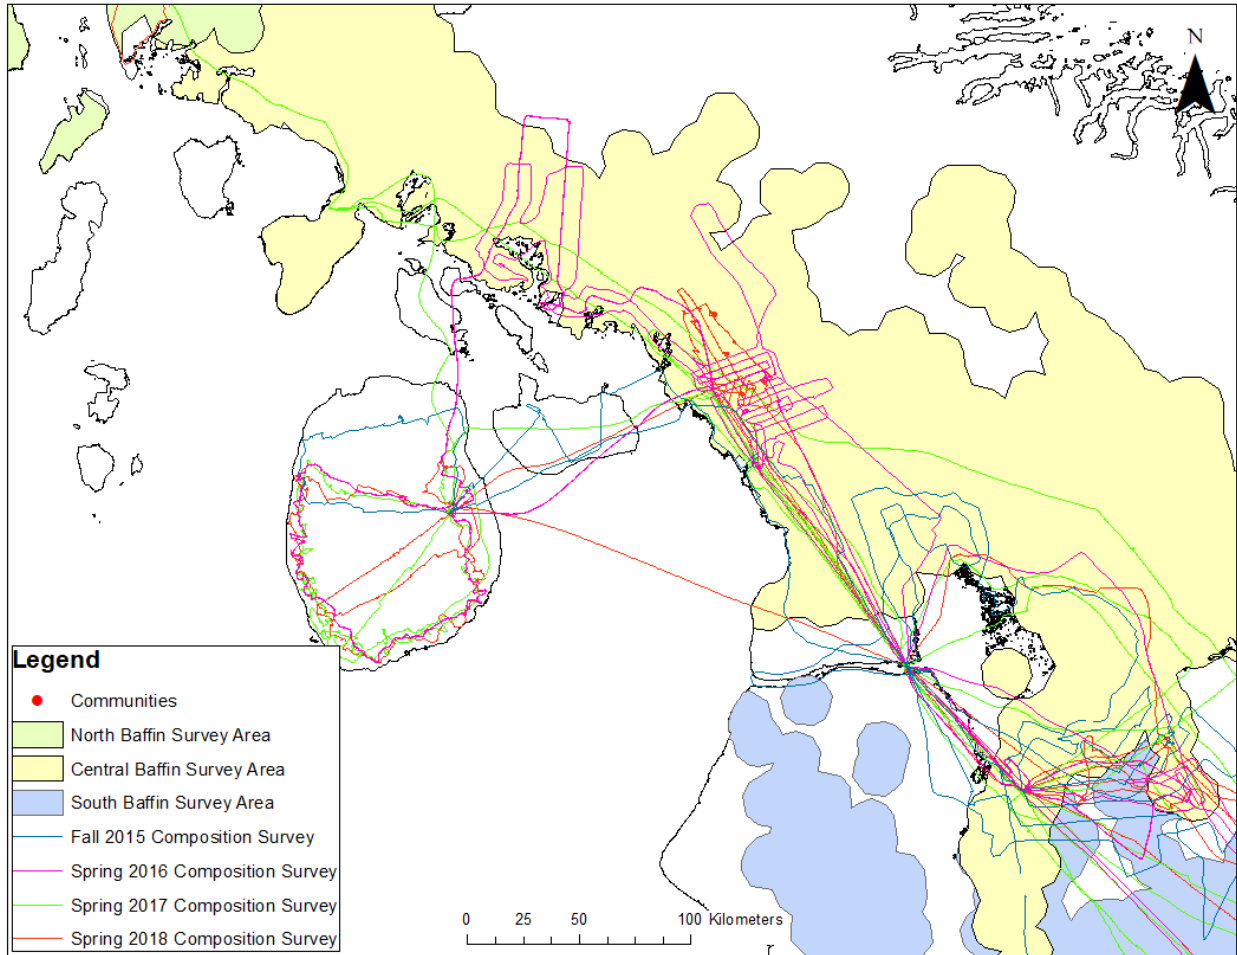 N
Legend
Communities
North Baffin Survey Area
Central Baffin Survey Area
South Baffin Survey Area
Fall 2015 Composition Survey
Spring 2016 Composition Survey
Spring 2017 Composition Survey
Spring 2018 Composition Survey
0 25 50 100 Kilometers